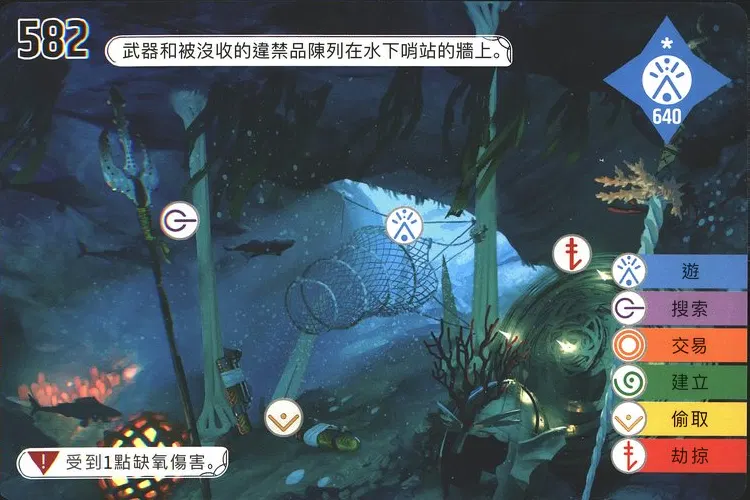 582
武器和被沒收的違禁品陳列在水下哨站的牆上。
*
640
遊
搜索
交易
建立
偷取
劫掠
受到1點缺氧傷害。